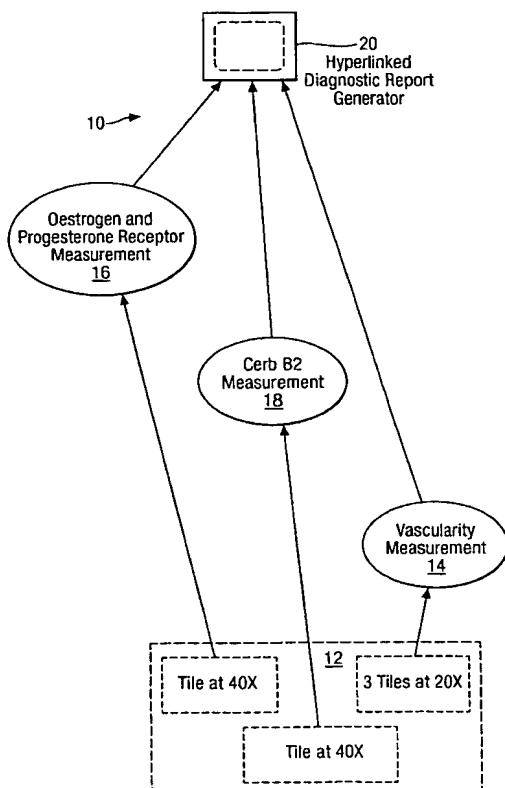 20
Hyperlinked
Diagnostic Report
Generator
10
Oestrogen and
Progesterone Receptor
Measurement
16
Cerb B2
Measurement
18
Vascularity
Measurement
14
12
Tile at 40X
3 Tiles at 20X
Tile at 40X